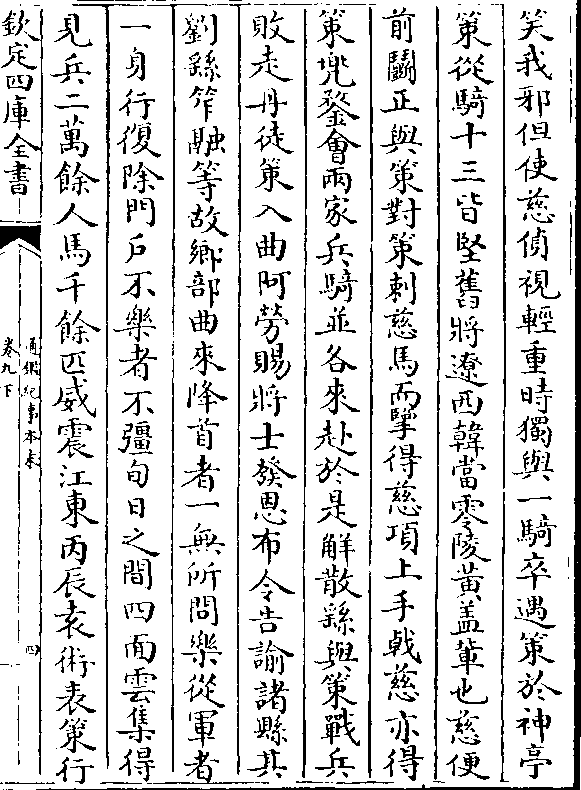 笑我邪但使慈偵視輕重時獨與一騎卒遇策於神亭
策從騎十三皆堅舊將遼西韓當零陵黃蓋輩也慈便
前鬭正與策對策刺慈馬而擥得慈項上手戟慈亦得
策兠鍪會兩家兵騎並各來赴於是解散繇與策戰兵
敗走丹徒策入曲阿勞賜將士發恩布令告諭諸縣其
劉繇笮融等故鄉部曲來降首者一無所問樂從軍者
一身行復除門戶不樂者不彊旬日之間四面雲集得
見兵二萬餘人馬千餘匹威震江東丙辰袁術表策行
欽定四庫全書
通鑑紀事本末
卷九下
四